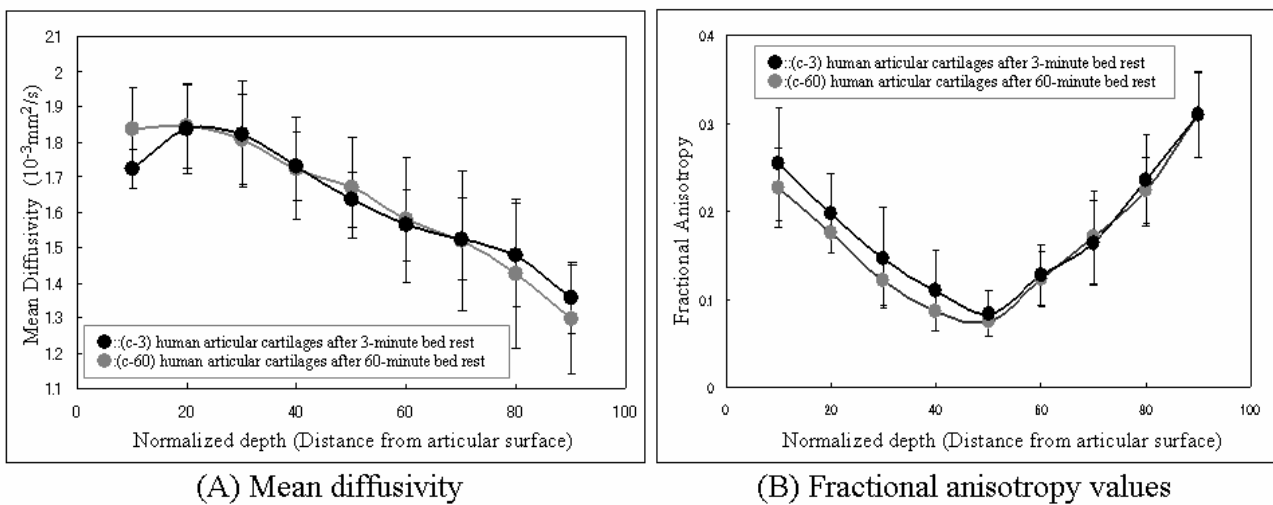 21
2
1.9
1.8
1.7
1.6
1.5
1.4
1.3
1.2
1.1
Mean Diffusivity (10-3mm2/s)
::(c-3) human articular cartilages after 3-minute bed rest
:(c-60) human articular cartilages after 60-minute bed rest
0 20 40 60 80 100
Normalized depth (Distance from articular surface)
(A) Mean diffusivity
0.4
0.3
0.2
0.1
0
Fractional Anisotropy
::(c-3) human articular cartilages after 3-minute bed rest
:(c-60) human articular cartilages after 60-minute bed rest
0 20 40 60 80 100
Normalized depth (Distance from articular surface)
(B) Fractional anisotropy values